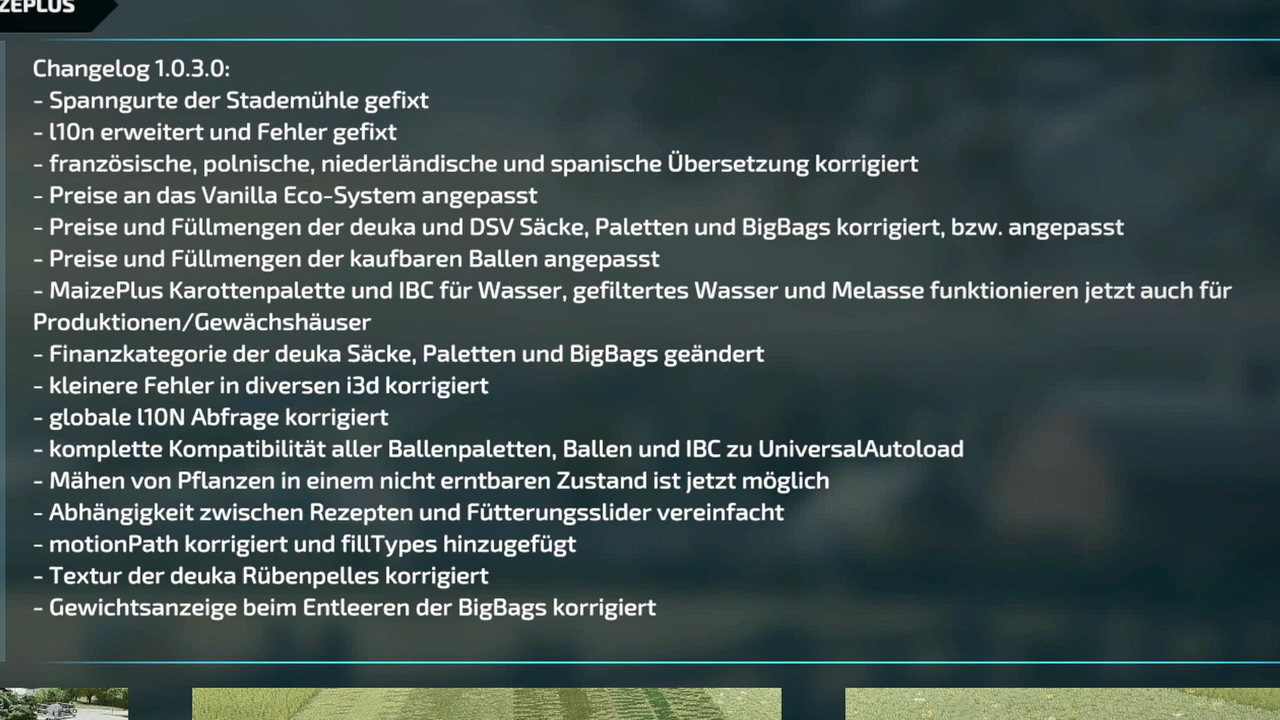 ZEPLUS
Changelog 1.0.3.0:
- Spanngurte der Stademühle gefixt
- l10n erweitert und Fehler gefixt
- französische, polnische, niederländische und spanische Übersetzung korrigiert
- Preise an das Vanilla Eco-System angepasst
- Preise und Füllmengen der deuka und DSV Säcke, Paletten und BigBags korrigiert, bzw. angepasst
- Preise und Füllmengen der kaufbaren Ballen angepasst
- MaizePlus Karottenpalette und IBC für Wasser, gefiltertes Wasser und Melasse funktionieren jetzt auch für
Produktionen/Gewächshäuser
- Finanzkategorie der deuka Säcke, Paletten und BigBags geändert
- kleinere Fehler in diversen i3d korrigiert
- globale l10N Abfrage korrigiert
- komplette Kompatibilität aller Ballenpaletten, Ballen und IBC zu UniversalAutoload
- Mähen von Pflanzen in einem nicht erntbaren Zustand ist jetzt möglich
- Abhängigkeit zwischen Rezepten und Fütterungsslider vereinfacht
- motionPath korrigiert und fillTypes hinzugefügt
- Textur der deuka Rübenpelles korrigiert
- Gewichtsanzeige beim Entleeren der BigBags korrigiert